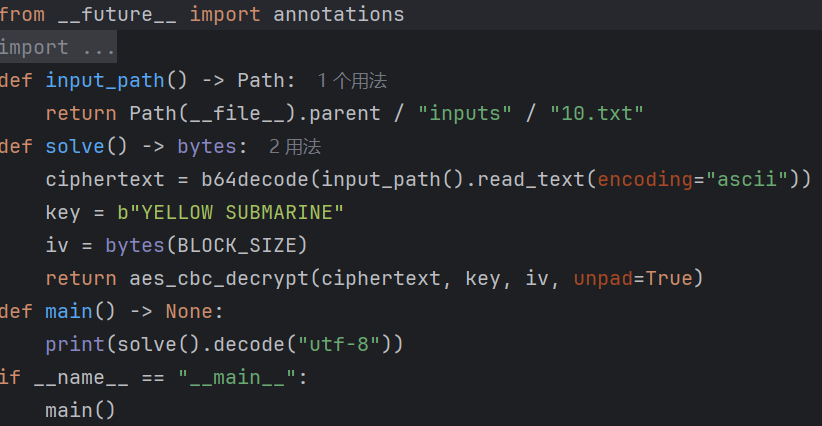 from __future__ import annotations
import ...
def input_path() -> Path:  1 个用法
    return Path(__file__).parent / "inputs" / "10.txt"
def solve() -> bytes:  2 用法
    ciphertext = b64decode(input_path().read_text(encoding="ascii"))
    key = b"YELLOW SUBMARINE"
    iv = bytes(BLOCK_SIZE)
    return aes_cbc_decrypt(ciphertext, key, iv, unpad=True)
def main() -> None:
    print(solve().decode("utf-8"))
if __name__ == "__main__":
    main()